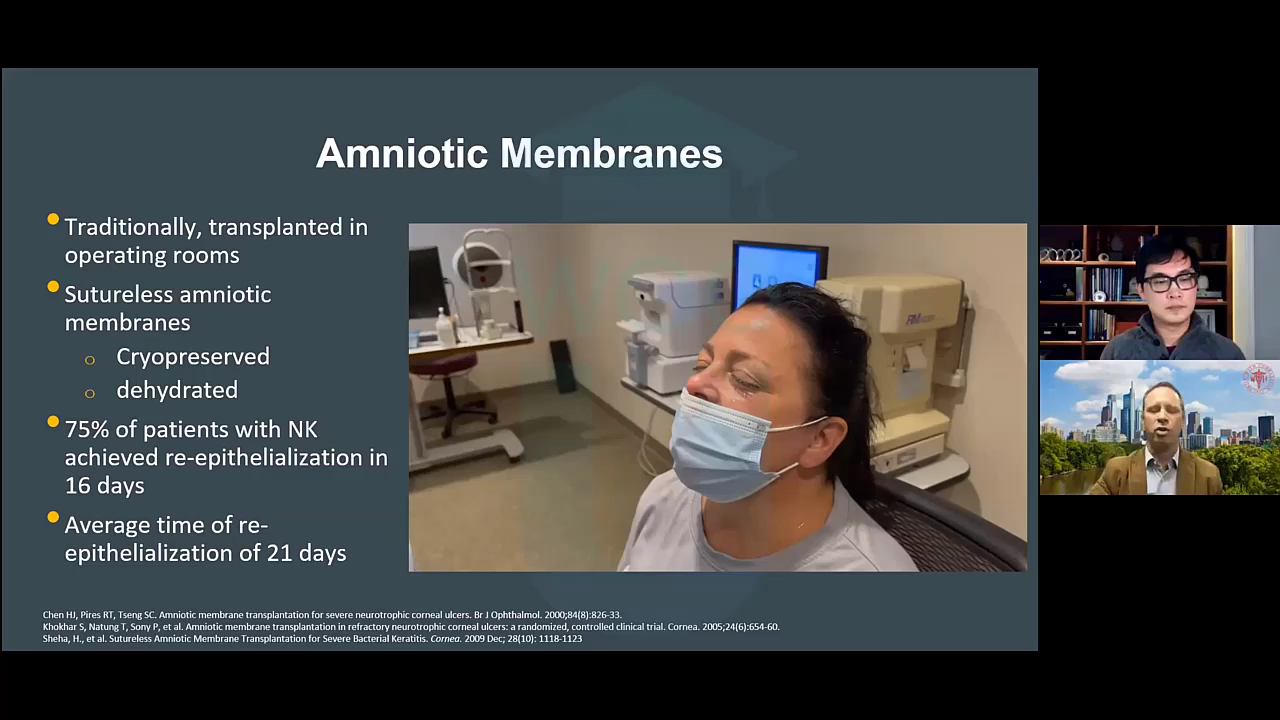 Amniotic Membranes
Traditionally, transplanted in
operating rooms
Sutureless amniotic
membranes
Cryopreserved
dehydrated
75% of patients with NK
achieved re-epithelialization in
16 days
Average time of re-
epithelialization of 21 days
Chen HJ, Pires RT, Tseng SC. Amniotic membrane transplantation for severe neurotrophic corneal ulcers. Br J Ophthalmol. 2000;84(8):826-33.
Khokhar S, Natung T, Sony P, et al. Amniotic membrane transplantation in refractory neurotrophic corneal ulcers: a randomized, controlled clinical trial. Cornea. 2005;24(6):654-60.
Sheha, H., et al. Sutureless Amniotic Membrane Transplantation for Severe Bacterial Keratitis. Cornea. 2009 Dec; 28(10): 1118-1123